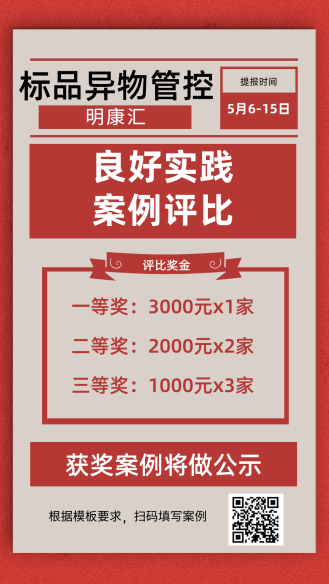 标品异物管控
明康汇
提报时间
5月6-15日
良好实践
案例评比
评比奖金
一等奖：3000元x1家
二等奖：2000元x2家
三等奖：1000元x3家
获奖案例将做公示
根据模板要求，扫码填写案例